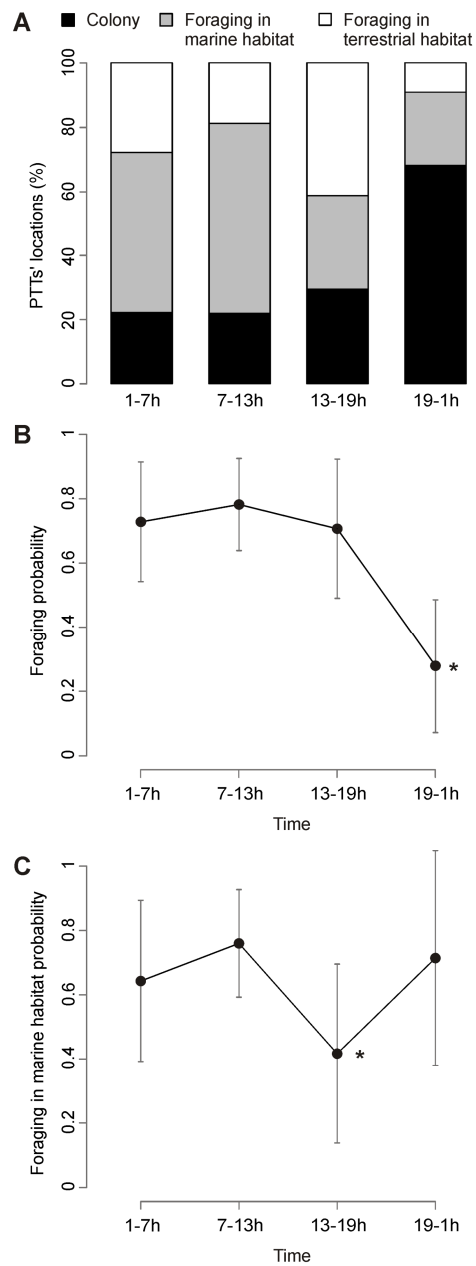 A
Colony
Foraging in
marine habitat
Foraging in
terrestrial habitat
PTTs' locations (%)
100
80
60
40
20
0
1-7h 7-13h 13-19h 19-1h
B
Foraging probability
1
0.8
0.6
0.4
0.2
0
*
1-7h 7-13h 13-19h 19-1h
Time
C
Foraging in marine habitat probability
1
0.8
0.6
0.4
0.2
0
*
1-7h 7-13h 13-19h 19-1h
Time